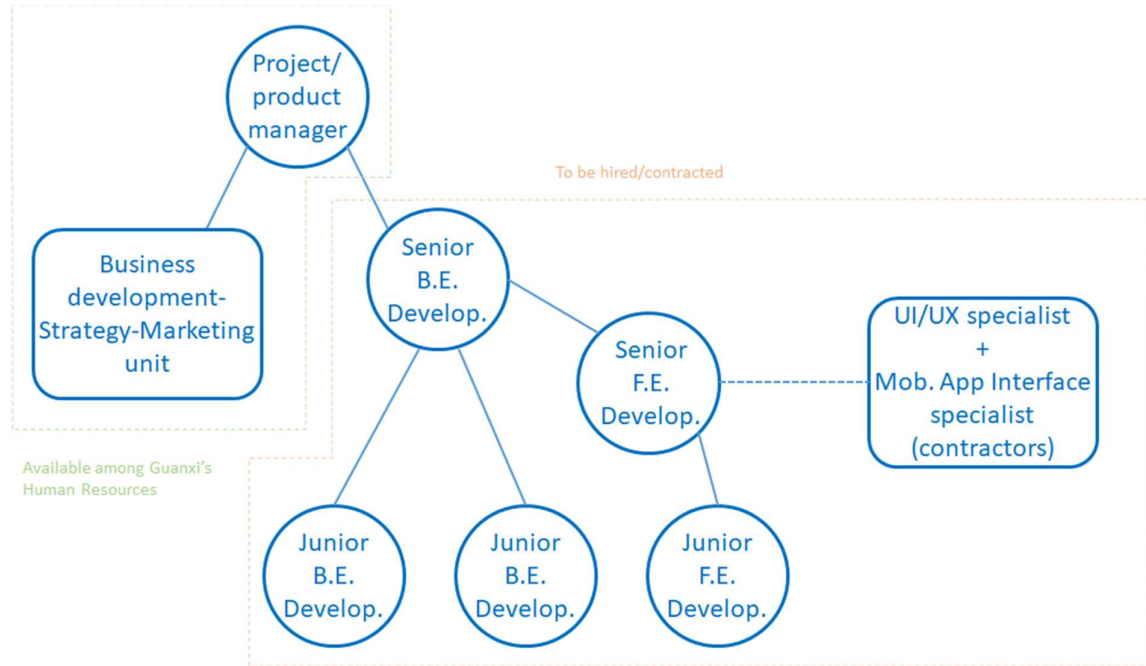 Project/
product
manager
To be hired/contracted
Business
development-
Strategy-Marketing
unit
Senior
B.E.
Develop.
Senior
F.E.
Develop.
UI/UX specialist
+
Mob. App Interface
specialist
(contractors)
Available among Guanxi's
Human Resources
Junior
B.E.
Develop.
Junior
B.E.
Develop.
Junior
F.E.
Develop.